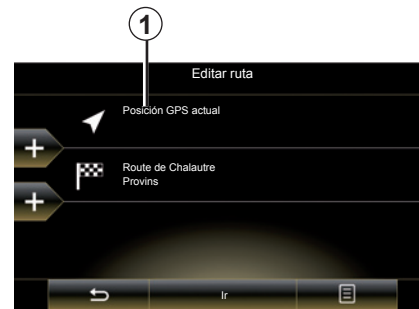 1
Editar ruta
Posición GPS actual
Route de Chalautre
Provins
Ir